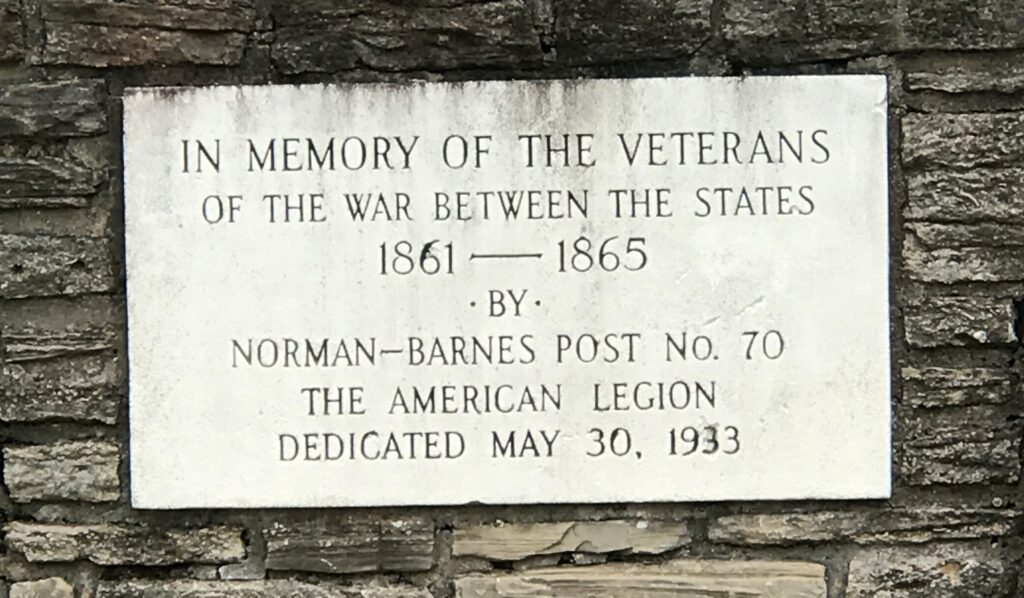 IN MEMORY OF THE VETERANS
OF THE WAR BETWEEN THE STATES
1861 — 1865
· BY ·
NORMAN–BARNES POST NO. 70
THE AMERICAN LEGION
DEDICATED MAY 30, 1933